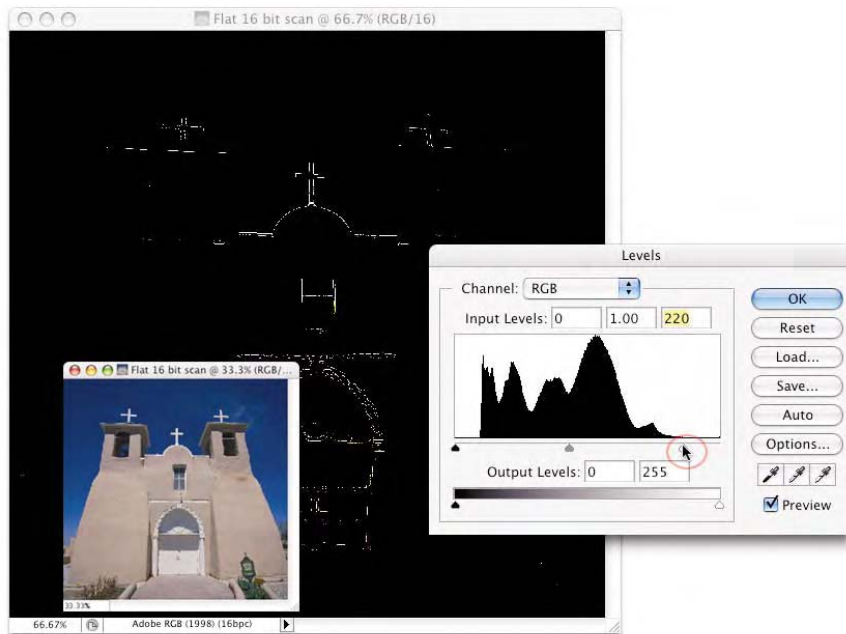 Flat 16 bit scan @ 66.7% (RGB/16)
Levels
Channel: RGB
Input Levels: 0 1.00 220
OK
Reset
Load...
Save...
Auto
Options...
Output Levels: 0 255
Preview
Flat 16 bit scan @ 33.3% (RGB/...
33.33%
66.67% Adobe RGB (1998) (16bpc)